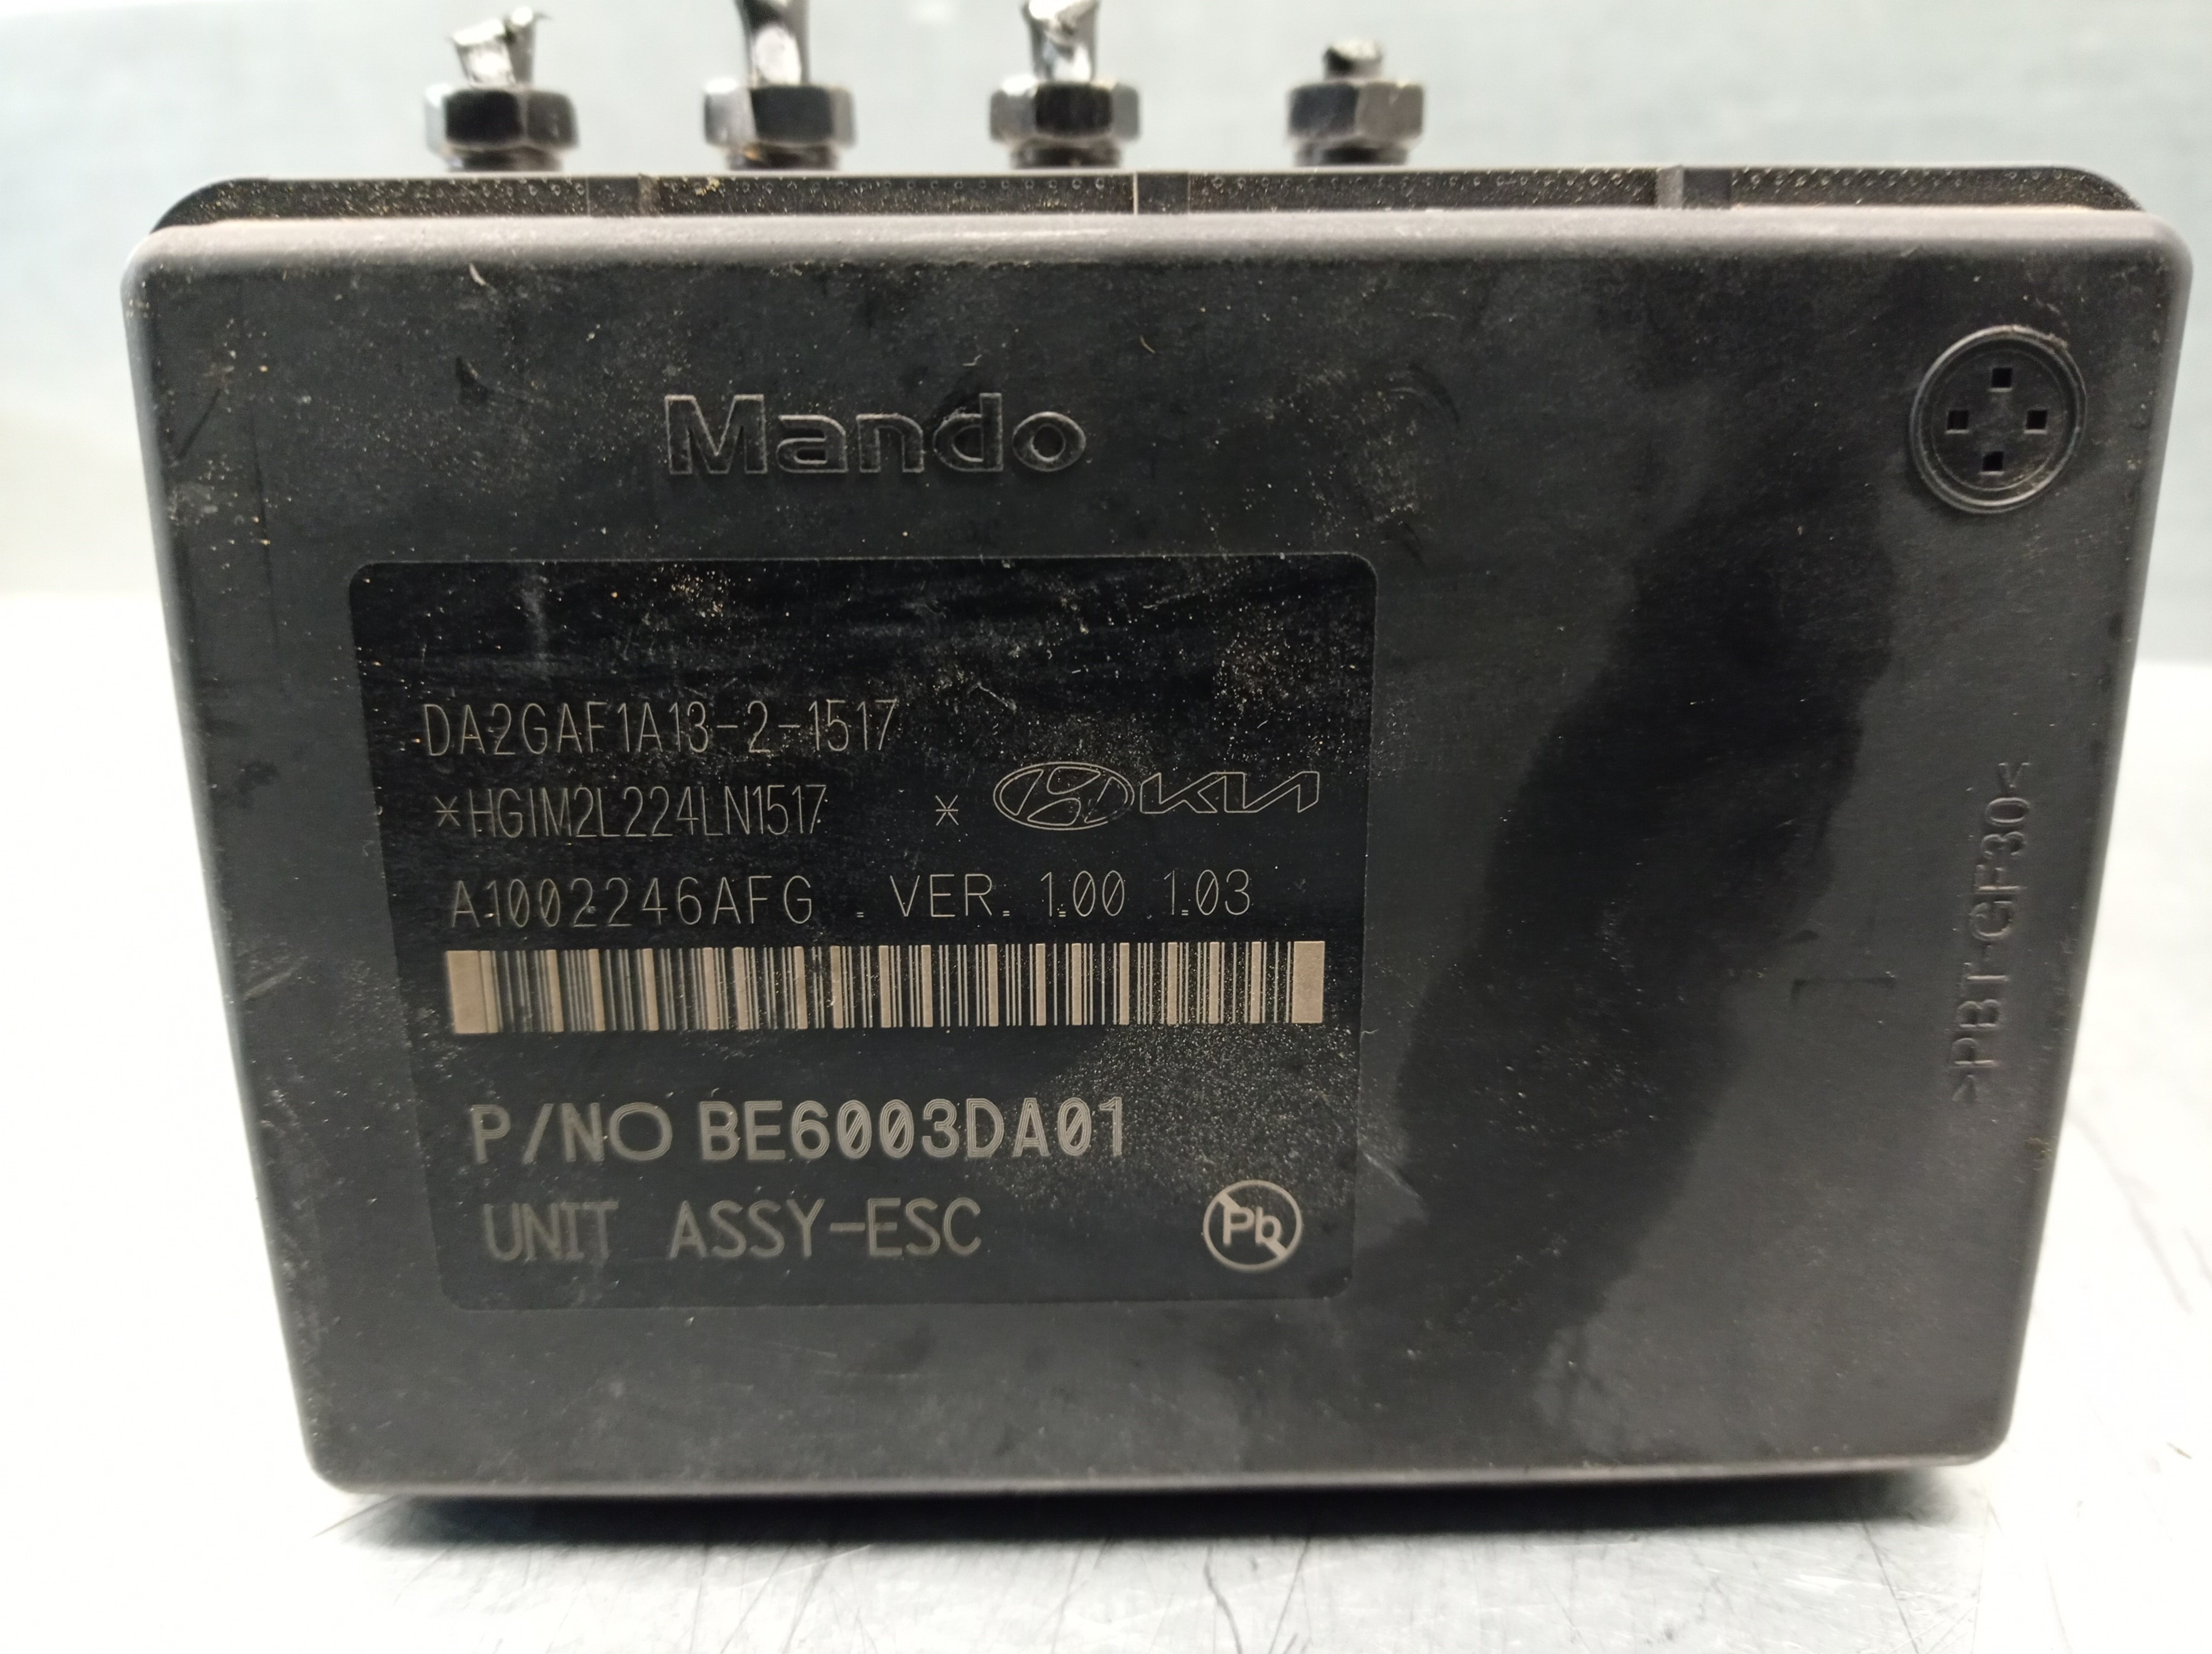 Mando
DA2GAF1A13-2-1517
*HG1M2L224LN1517 * KIA
A1002246AFG . VER. 1.00 1.03
P/NO BE6003DA01
UNIT ASSY-ESC
Pb
>PBT-GF30<